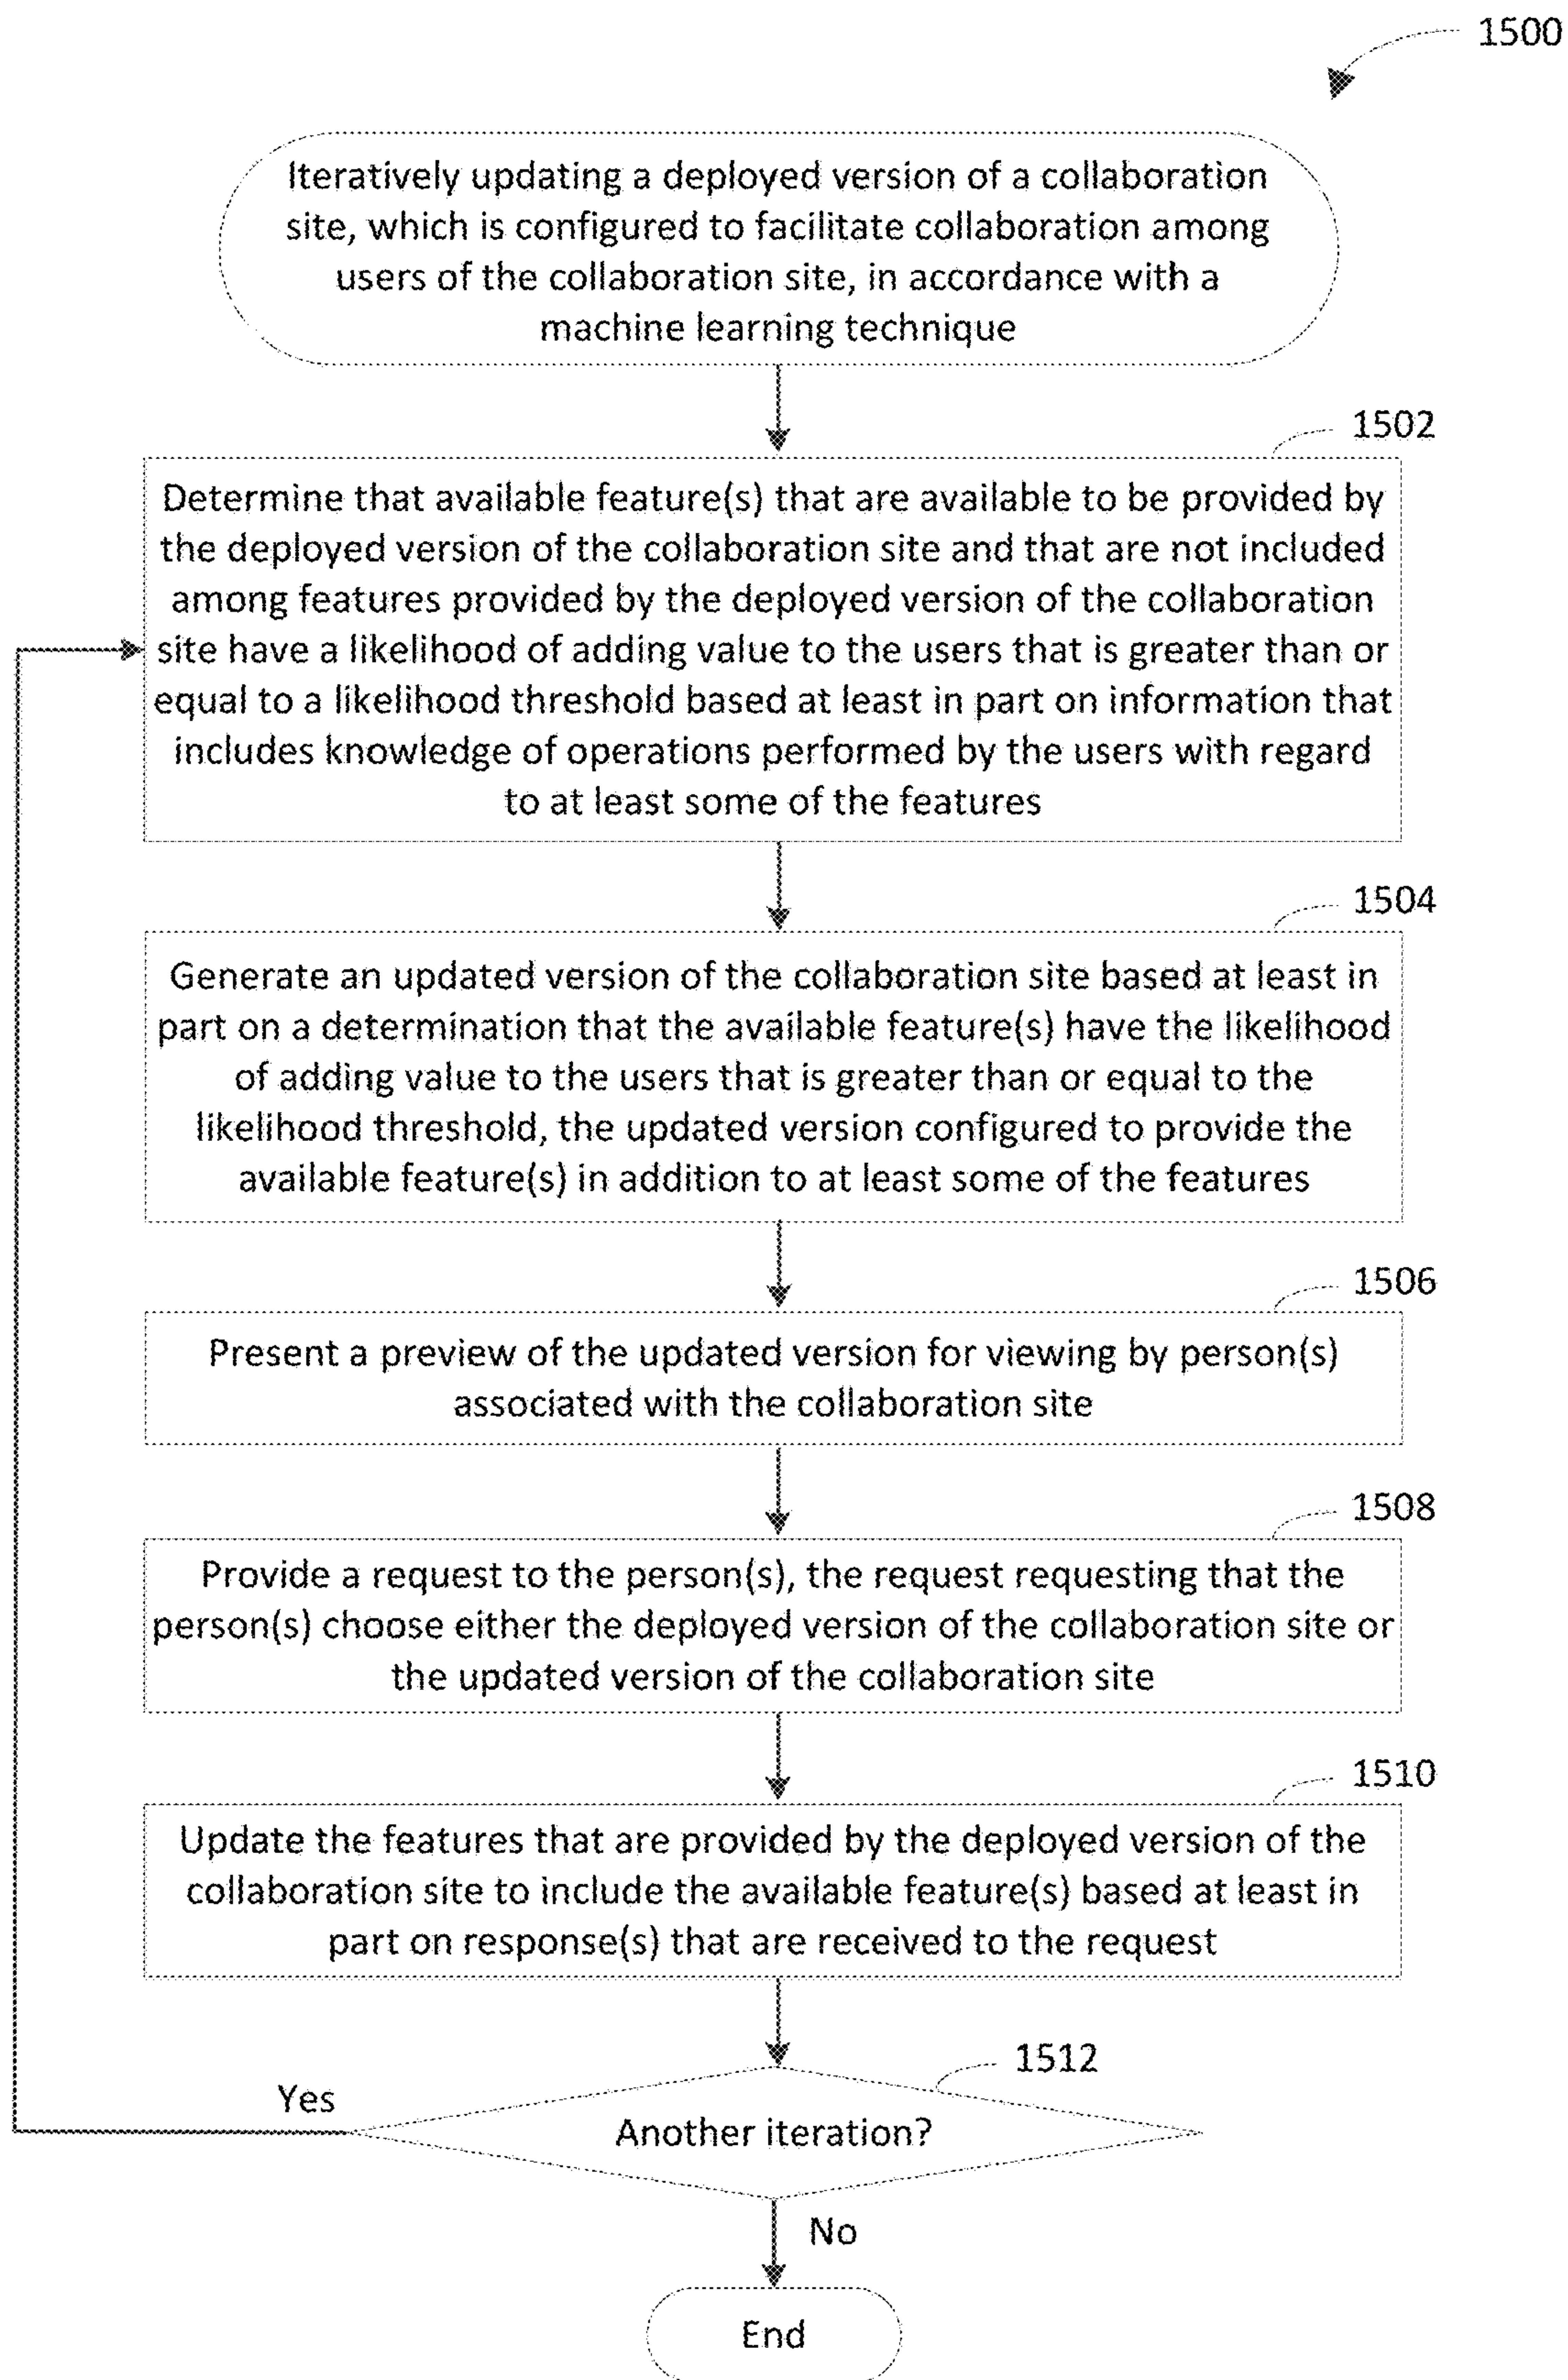 1500
Iteratively updating a deployed version of a collaboration
site, which is configured to facilitate collaboration among
users of the collaboration site, in accordance with a
machine learning technique
1502
Determine that available feature(s) that are available to be provided by
the deployed version of the collaboration site and that are not included
among features provided by the deployed version of the collaboration
site have a likelihood of adding value to the users that is greater than or
equal to a likelihood threshold based at least in part on information that
includes knowledge of operations performed by the users with regard
to at least some of the features
1504
Generate an updated version of the collaboration site based at least in
part on a determination that the available feature(s) have the likelihood
of adding value to the users that is greater than or equal to the
likelihood threshold, the updated version configured to provide the
available feature(s) in addition to at least some of the features
1506
Present a preview of the updated version for viewing by person(s)
associated with the collaboration site
1508
Provide a request to the person(s), the request requesting that the
person(s) choose either the deployed version of the collaboration site or
the updated version of the collaboration site
1510
Update the features that are provided by the deployed version of the
collaboration site to include the available feature(s) based at least in
part on response(s) that are received to the request
1512
Yes
Another iteration?
No
End